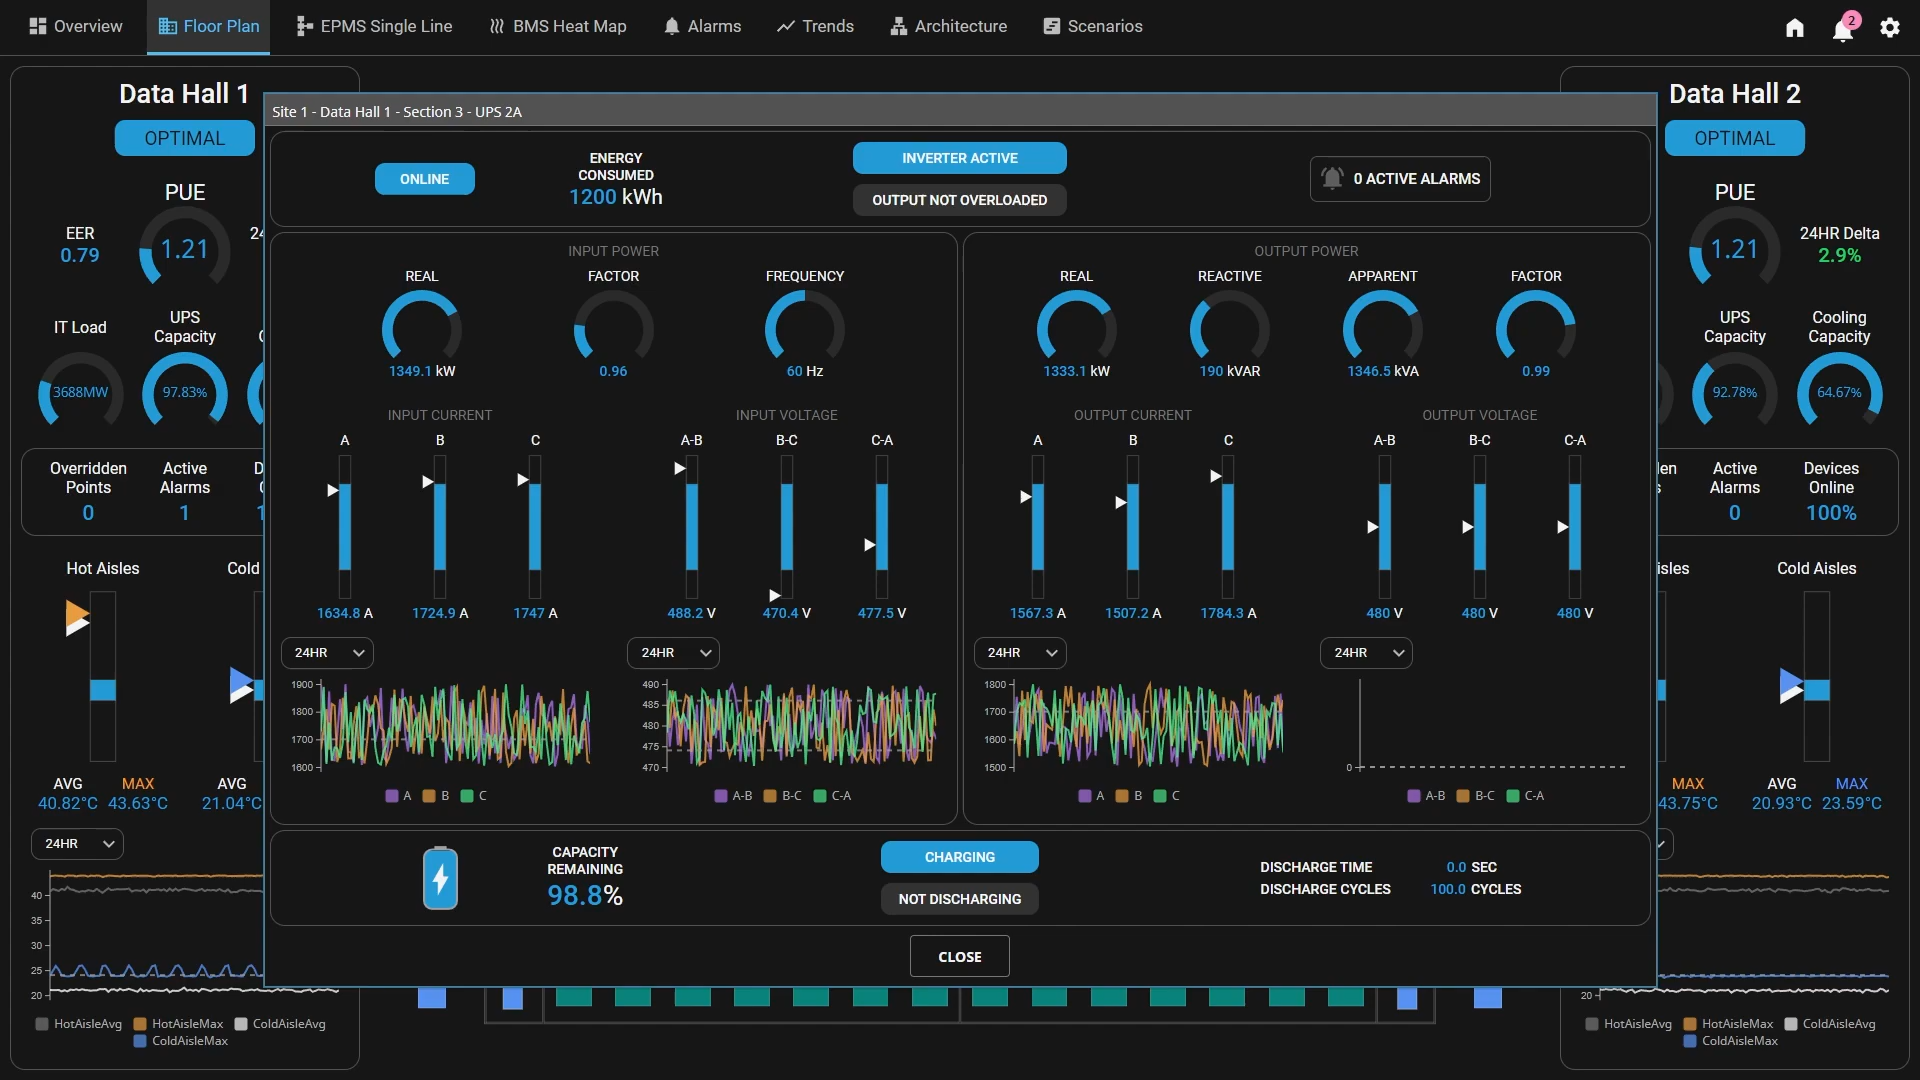 Overview
Floor Plan
EPMS Single Line
BMS Heat Map
Alarms
Trends
Architecture
Scenarios
2
Data Hall 1
OPTIMAL
PUE
1.21
EER
0.79
24
IT Load
3688MW
UPS
Capacity
97.83%
Overridden
Points
0
Active
Alarms
1
Hot Aisles
Cold
AVG
40.82°C
MAX
43.63°C
AVG
21.04°C
24HR
40
35
30
25
20
HotAisleAvg
HotAisleMax
ColdAisleAvg
ColdAisleMax
Site 1 - Data Hall 1 - Section 3 - UPS 2A
ONLINE
ENERGY
CONSUMED
1200 kWh
INVERTER ACTIVE
OUTPUT NOT OVERLOADED
0 ACTIVE ALARMS
INPUT POWER
REAL
1349.1 kW
FACTOR
0.96
FREQUENCY
60 Hz
INPUT CURRENT
A
B
C
1634.8 A
1724.9 A
1747 A
INPUT VOLTAGE
A-B
B-C
C-A
488.2 V
470.4 V
477.5 V
24HR
1900
1800
1700
1600
A
B
C
24HR
490
485
480
475
470
A-B
B-C
C-A
OUTPUT POWER
REAL
1333.1 kW
REACTIVE
190 kVAR
APPARENT
1346.5 kVA
FACTOR
0.99
OUTPUT CURRENT
A
B
C
1567.3 A
1507.2 A
1784.3 A
OUTPUT VOLTAGE
A-B
B-C
C-A
480 V
480 V
480 V
24HR
1800
1700
1600
1500
A
B
C
24HR
0
A-B
B-C
C-A
CAPACITY
REMAINING
98.8%
CHARGING
NOT DISCHARGING
DISCHARGE TIME 0.0 SEC
DISCHARGE CYCLES 100.0 CYCLES
CLOSE
Data Hall 2
OPTIMAL
PUE
1.21
24HR Delta
2.9%
UPS
Capacity
92.78%
Cooling
Capacity
64.67%
Active
Alarms
0
Devices
Online
100%
isles
Cold Aisles
MAX
43.75°C
AVG
20.93°C
MAX
23.59°C
20
HotAisleAvg
HotAisleMax
ColdAisleAvg
ColdAisleMax